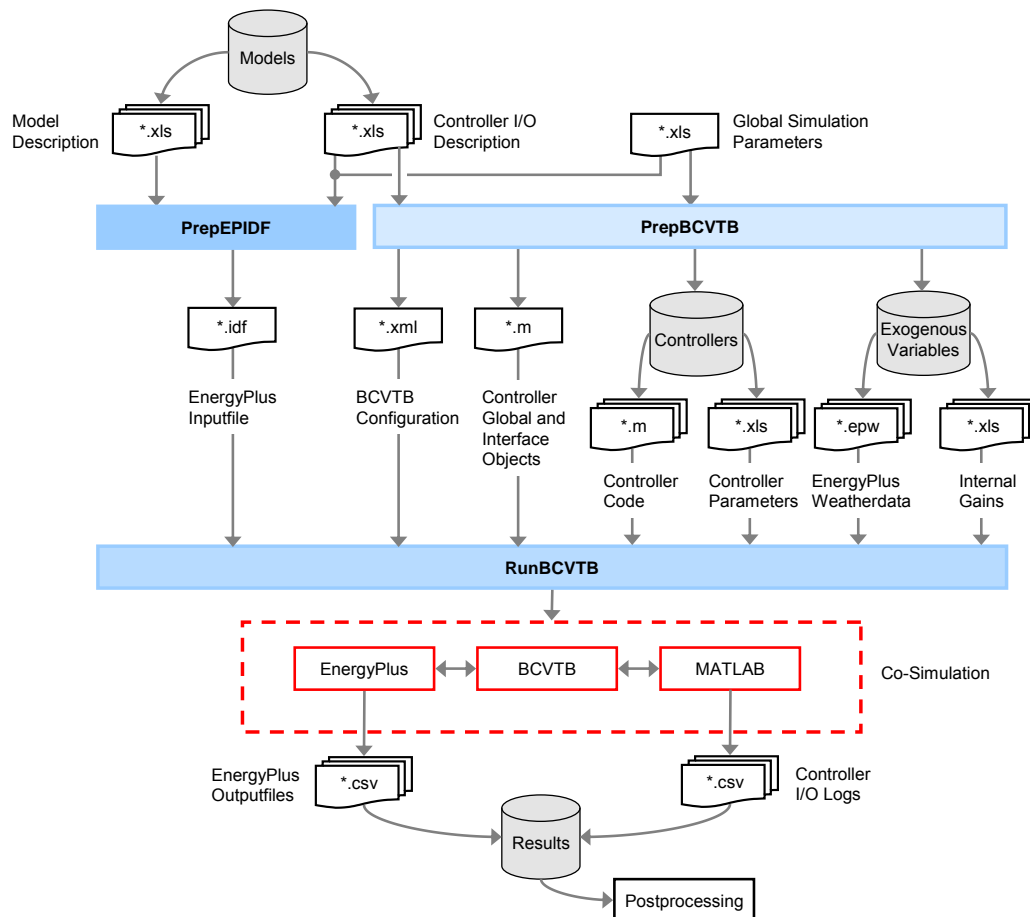 Models
Model
Description
*.xls
*.xls
Controller I/O
Description
*.xls
Global Simulation
Parameters
PrepEPIDF
PrepBCVTB
*.idf
*.xml
*.m
Controllers
Exogenous
Variables
EnergyPlus
Inputfile
BCVTB
Configuration
Controller
Global and
Interface
Objects
*.m
*.xls
*.epw
*.xls
Controller
Code
Controller
Parameters
EnergyPlus
Weatherdata
Internal
Gains
RunBCVTB
EnergyPlus
BCVTB
MATLAB
Co-Simulation
EnergyPlus
Outputfiles
*.csv
*.csv
Controller
I/O Logs
Results
Postprocessing